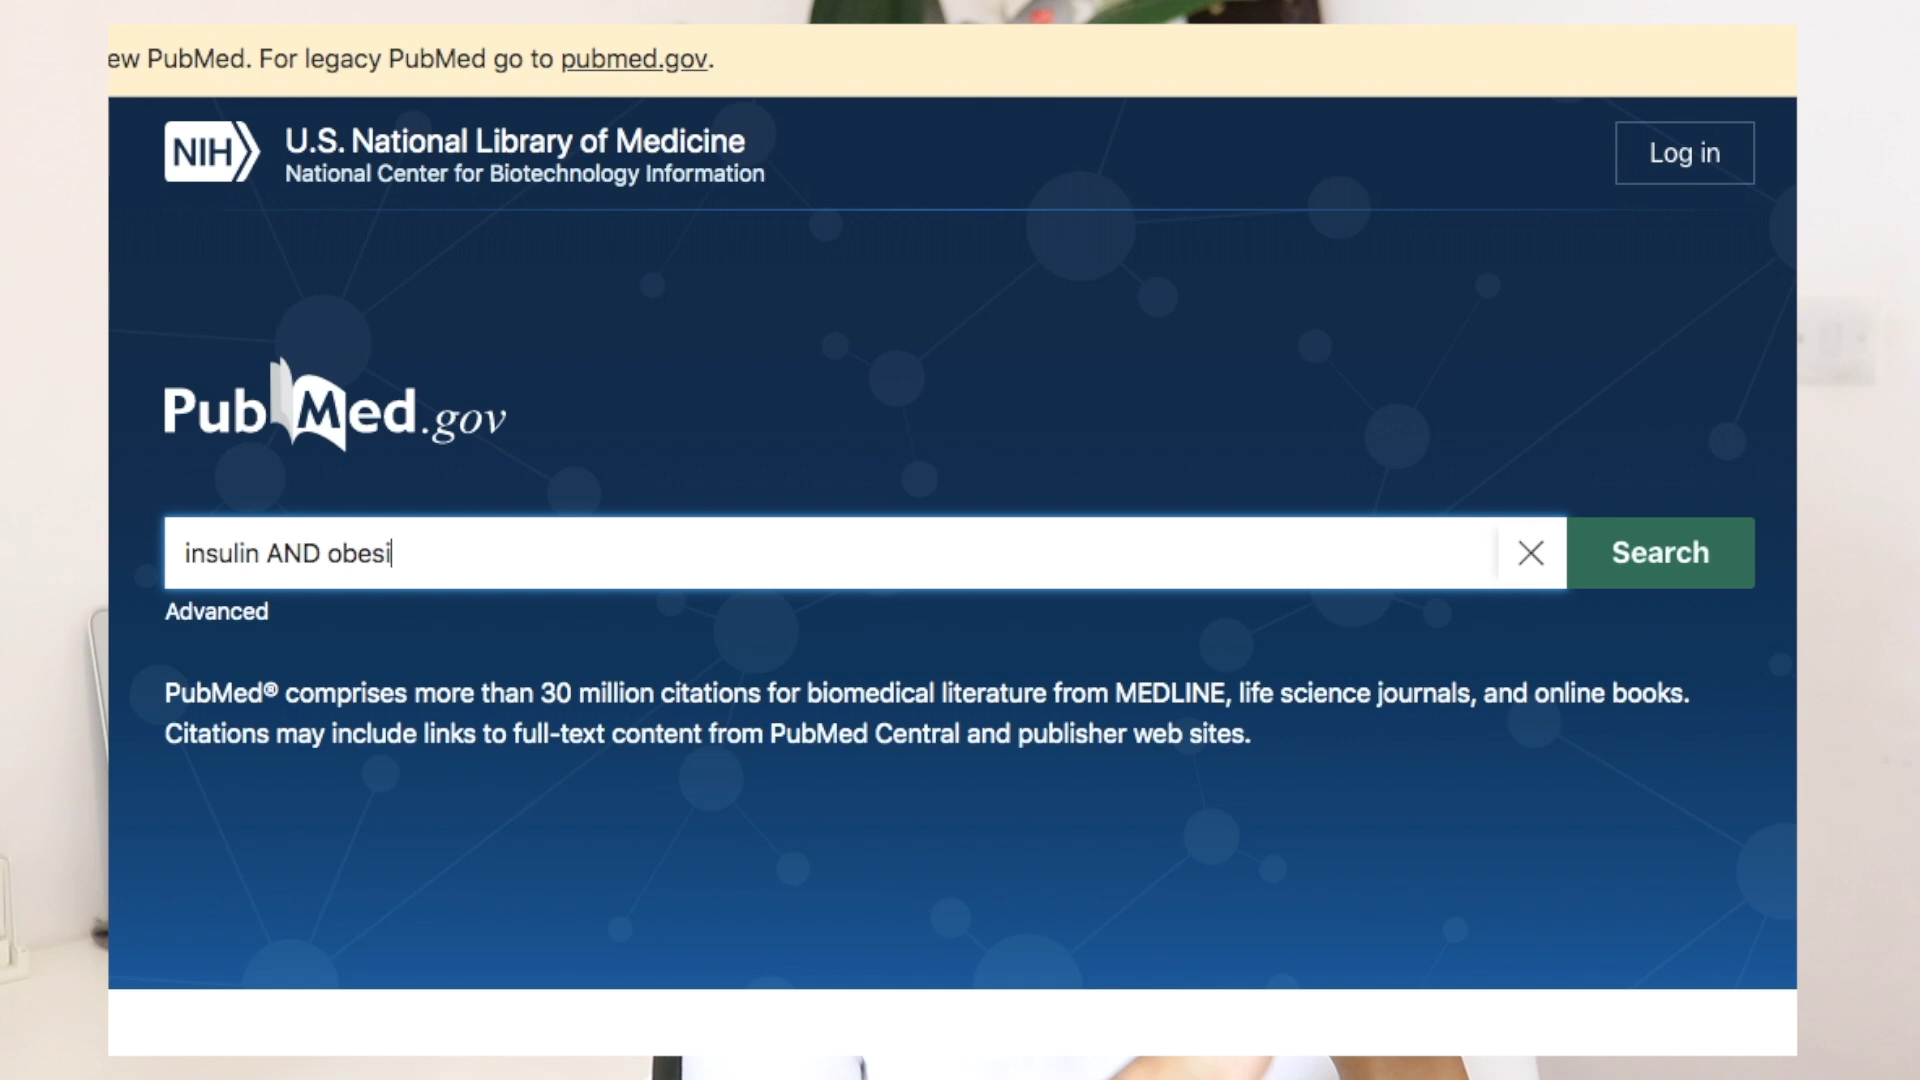 ew PubMed. For legacy PubMed go to pubmed.gov.
NIH
U.S. National Library of Medicine
National Center for Biotechnology Information
Log in
PubMed.gov
insulin AND obesi
Search
Advanced
PubMed® comprises more than 30 million citations for biomedical literature from MEDLINE, life science journals, and online books.
Citations may include links to full-text content from PubMed Central and publisher web sites.